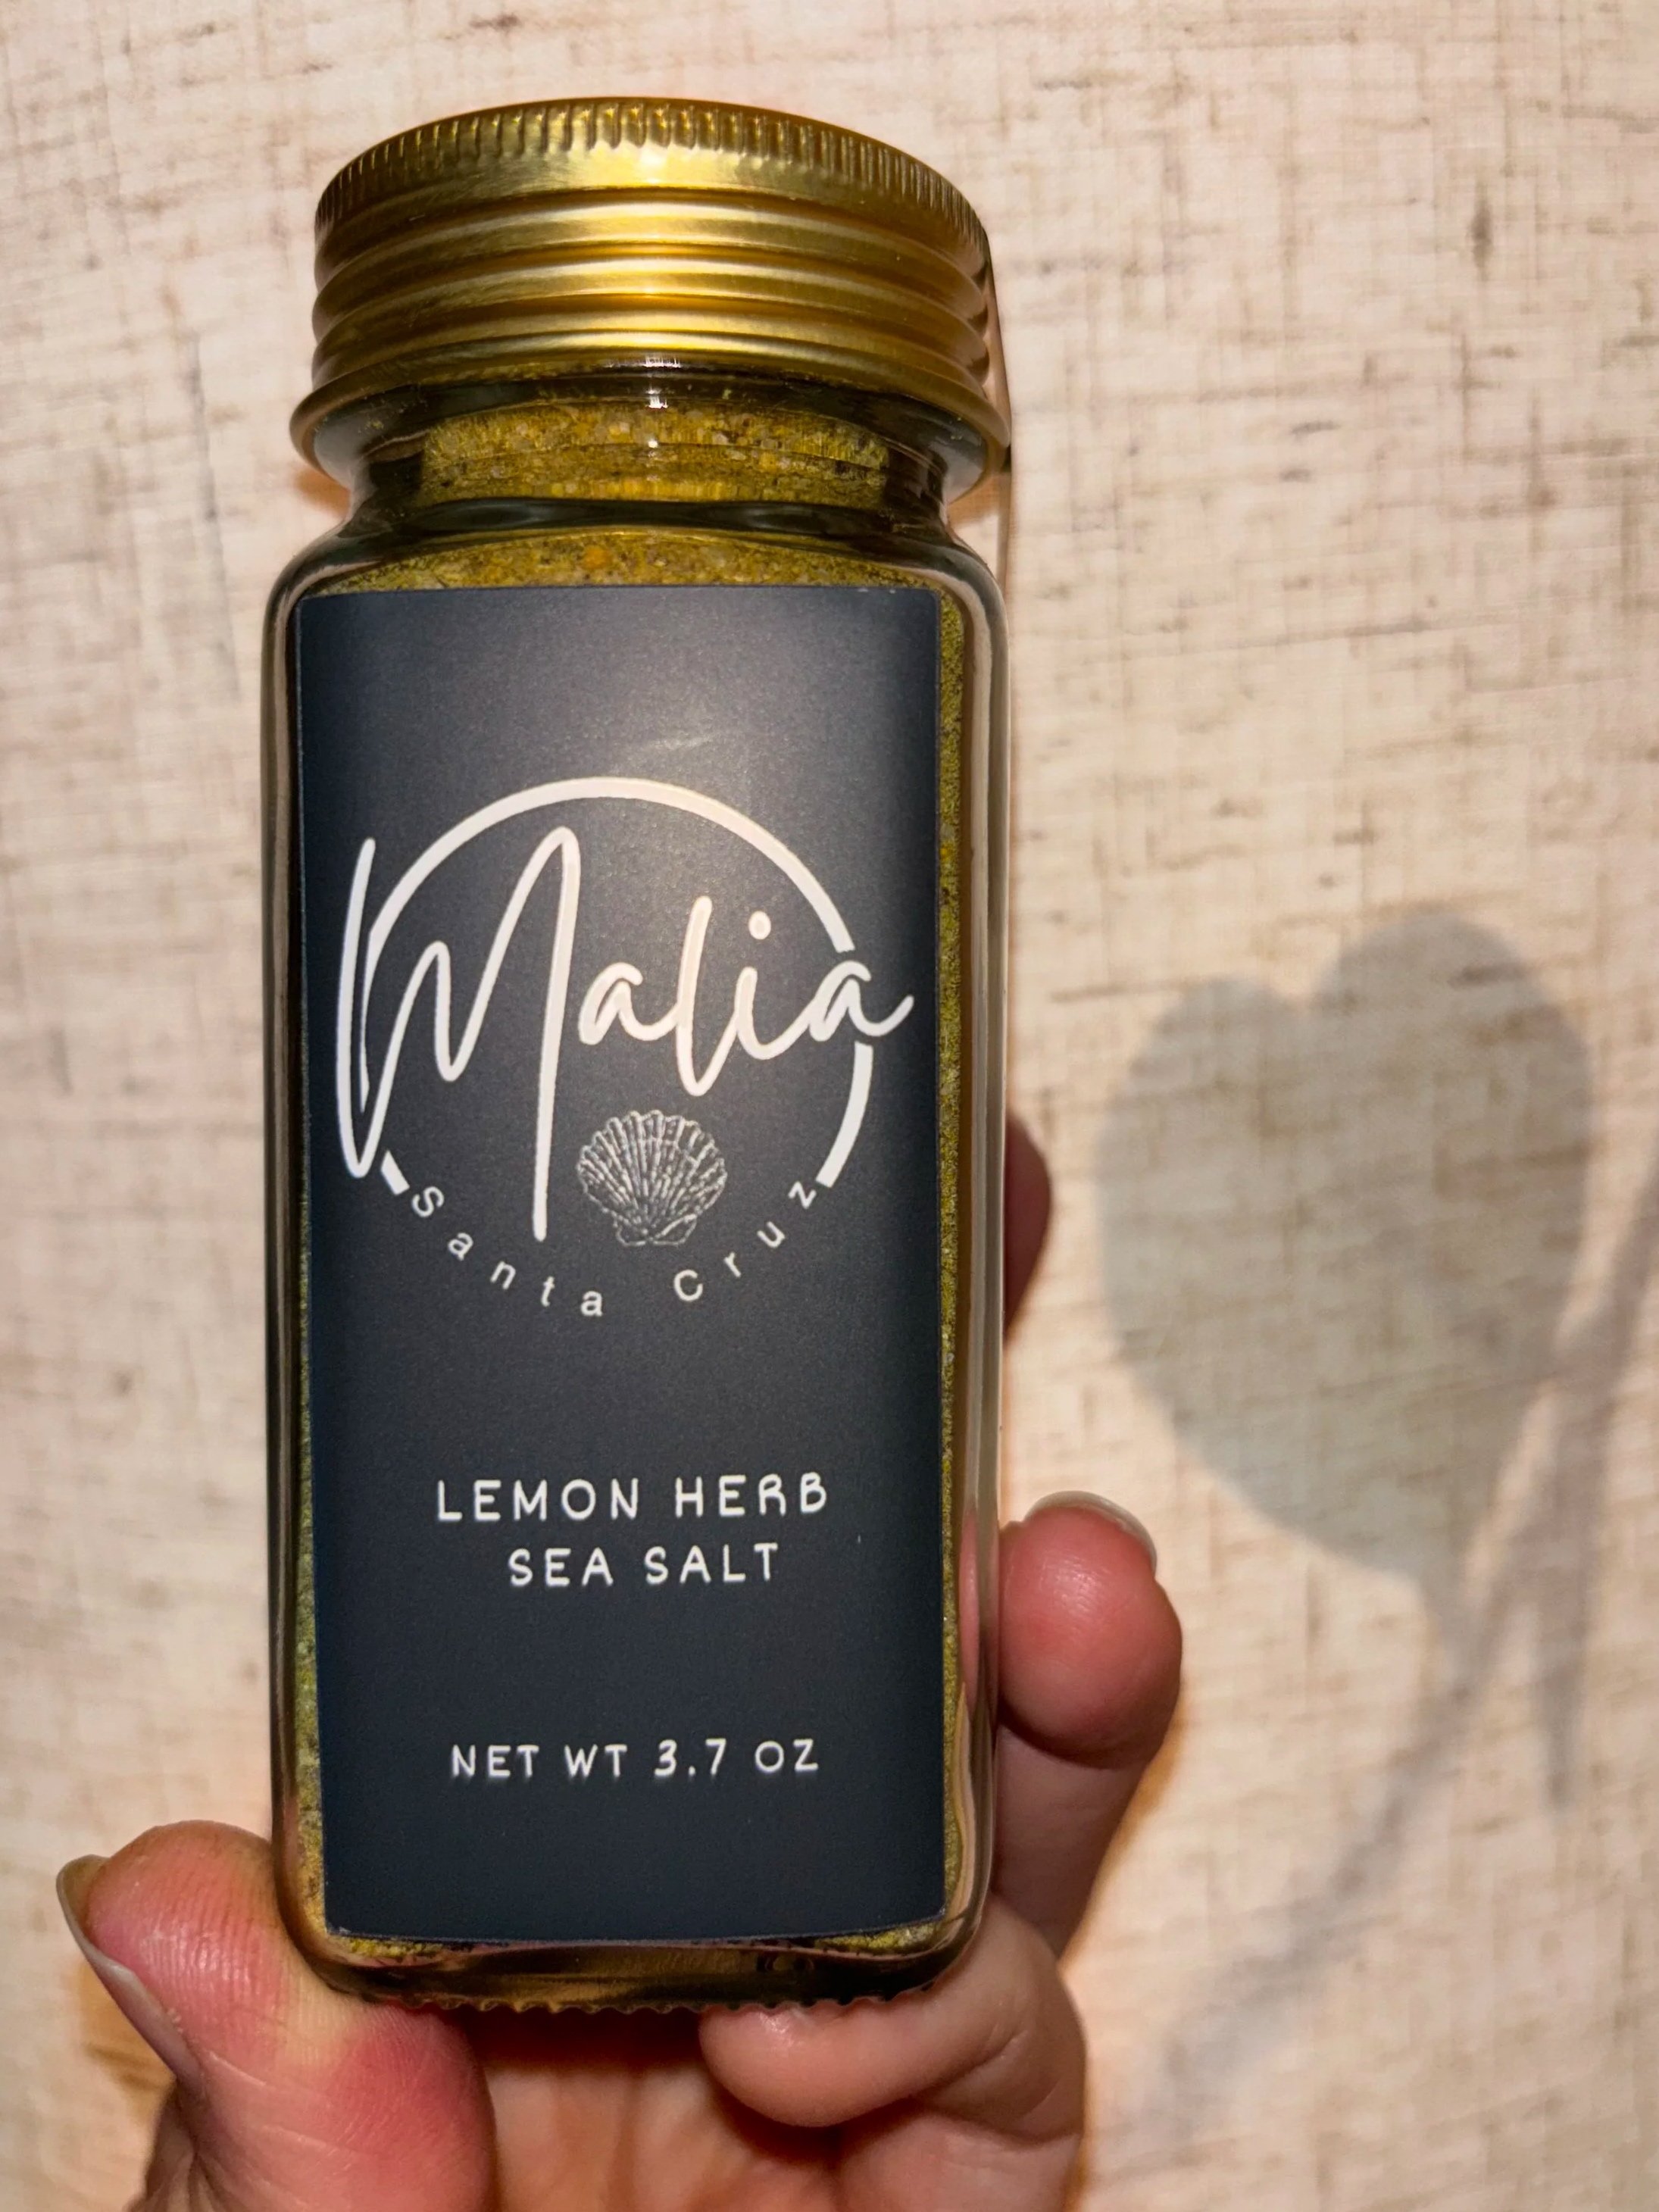 Malia
Santa Cruz
LEMON HERB
SEA SALT
NET WT 3.7 OZ